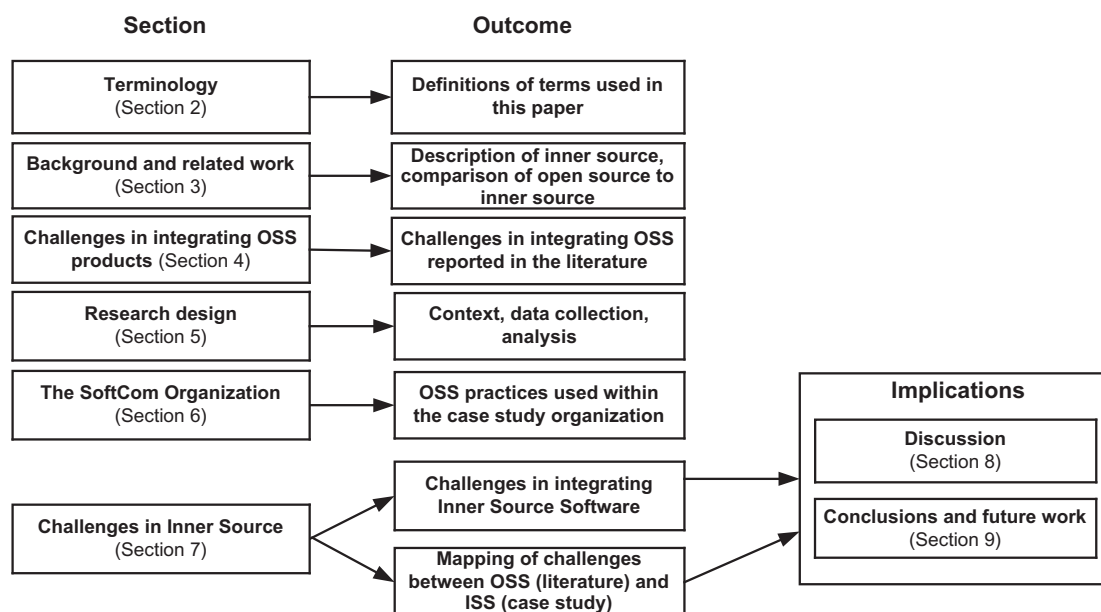 Section
Outcome
Terminology
(Section 2)
Definitions of terms used in
this paper
Background and related work
(Section 3)
Description of inner source,
comparison of open source to
inner source
Challenges in integrating OSS
products (Section 4)
Challenges in integrating OSS
reported in the literature
Research design
(Section 5)
Context, data collection,
analysis
The SoftCom Organization
(Section 6)
OSS practices used within
the case study organization
Challenges in Inner Source
(Section 7)
Challenges in integrating
Inner Source Software
Mapping of challenges
between OSS (literature) and
ISS (case study)
Implications
Discussion
(Section 8)
Conclusions and future work
(Section 9)